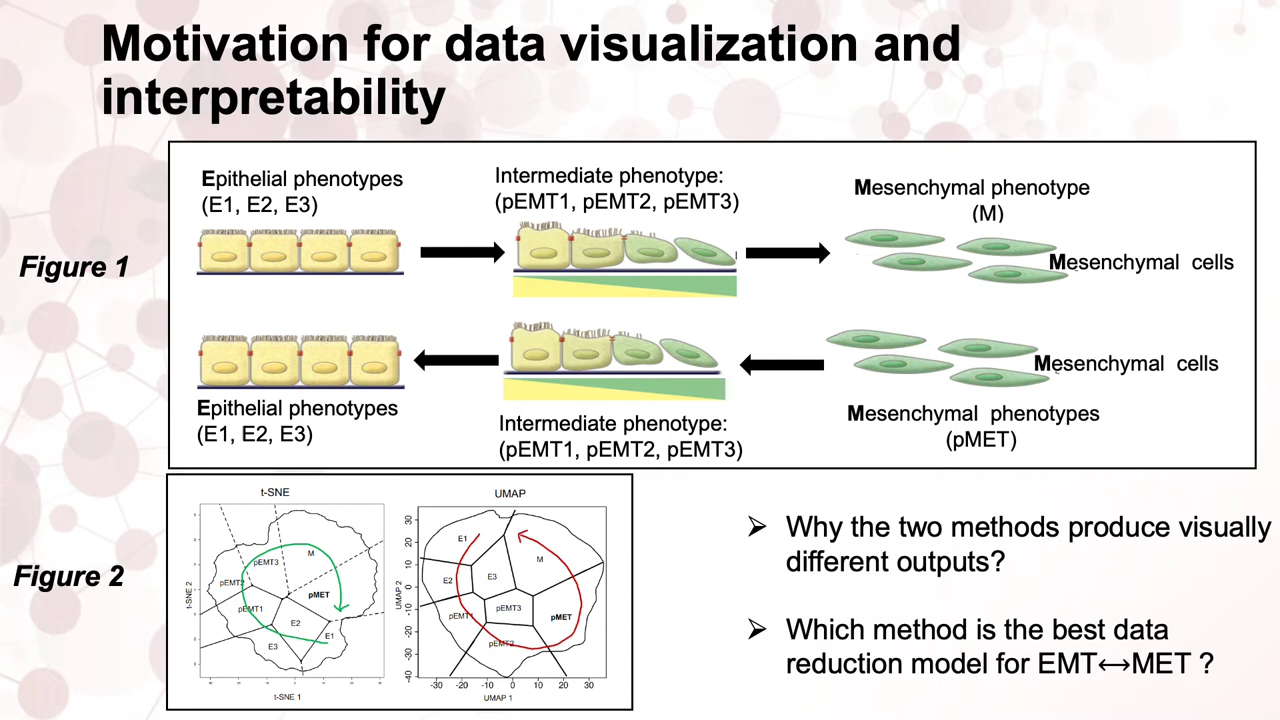 Motivation for data visualization and
interpretability
Figure 1
Epithelial phenotypes
(E1, E2, E3)
Intermediate phenotype:
(pEMT1, pEMT2, pEMT3)
Mesenchymal phenotype
(M)
Mesenchymal cells
Mesenchymal cells
Epithelial phenotypes
(E1, E2, E3)
Intermediate phenotype:
(pEMT1, pEMT2, pEMT3)
Mesenchymal phenotypes
(pMET)
Figure 2
t-SNE
t-SNE 2
pEMT3
M
pEMT2
pMET
pEMT1
E2
E1
E3
t-SNE 1
UMAP
UMAP 2
30
20
10
0
-10
-20
-30
-40
E1
M
E2
E3
pEMT1
pEMT3
pMET
pEMT2
-30 -20 -10 0 10 20 30
UMAP 1
➢ Why the two methods produce visually
different outputs?
➢ Which method is the best data
reduction model for EMT↔MET ?